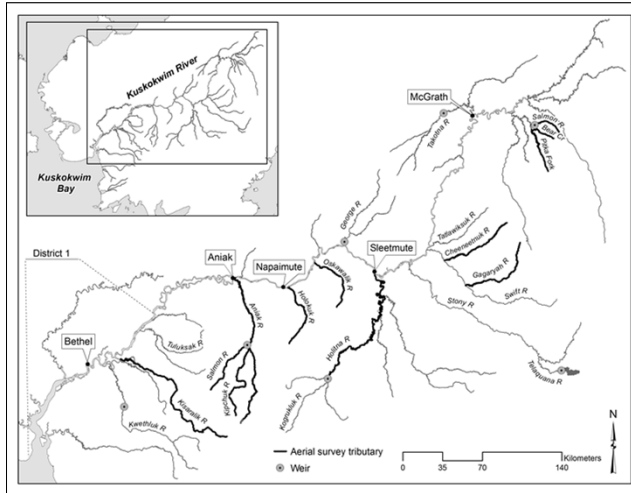 Kuskokwim River
Kuskokwim
Bay
McGrath
Takotna R
Salmon R
Bear Cr
Pitka Fork
George R
Tatlawiksuk R
Cheeneetnuk R
Gagaryah R
Swift R
Stony R
Telaquana R
District 1
Aniak
Napaimute
Sleetmute
Oskawalik R
Holokuk R
Aniak R
Salmon R
Kipchuk R
Holitna R
Kogrukluk R
Bethel
Tuluksak R
Kisaralik R
Kwethluk R
Aerial survey tributary
Weir
N
Kilometers
0 35 70 140